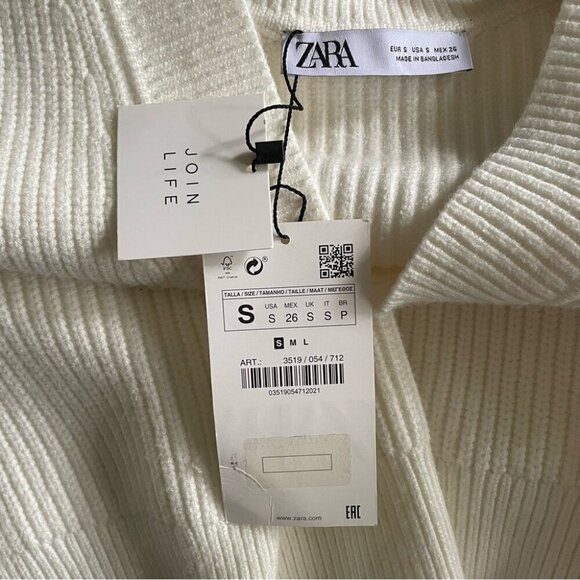 ZARA
EUR S USA S MEX 26
MADE IN BANGLADESH
JOIN
LIFE
FSC
TALLA / SIZE / TAMANHO / TAILLE / MAAT / ΜΕΓΕΘΟΣ
USA MEX UK IT BR
S S 26 S S P
S M L
ART.: 3519 / 054 / 712
03519054712021
www.zara.com
EAC